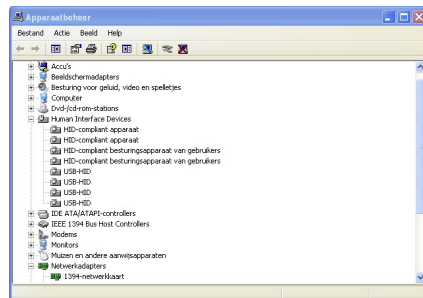 Apparaatbeheer
Bestand Actie Beeld Help
Accu's
Beeldschermadapters
Besturing voor geluid, video en spelletjes
Computer
Dvd-/cd-rom-stations
Human Interface Devices
HID-compliant apparaat
HID-compliant apparaat
HID-compliant besturingsapparaat van gebruikers
HID-compliant besturingsapparaat van gebruikers
USB-HID
USB-HID
USB-HID
USB-HID
IDE ATA/ATAPI-controllers
IEEE 1394 Bus Host Controllers
Modems
Monitors
Muizen en andere aanwijsapparaten
Netwerkadapters
1394-netwerkkaart